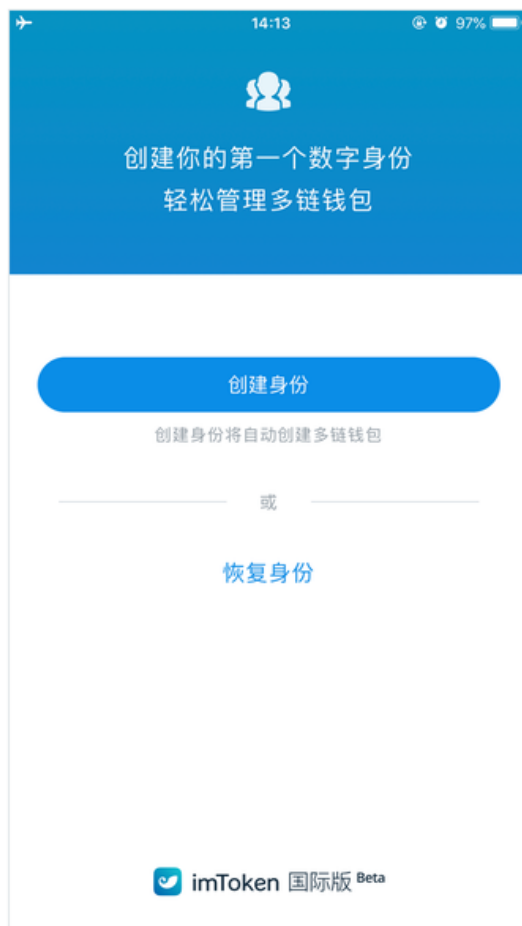 14:13
97%
创建你的第一个数字身份
轻松管理多链钱包
创建身份
创建身份将自动创建多链钱包
或
恢复身份
imToken 国际版 Beta